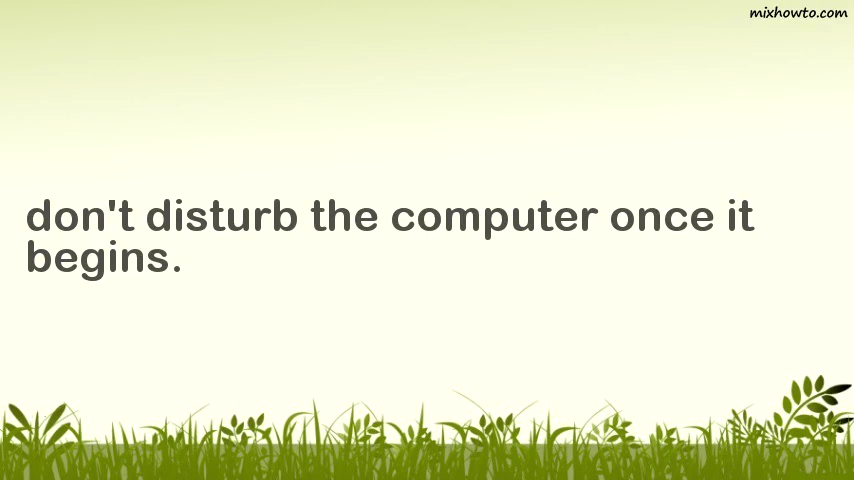 mixhowto.com
don't disturb the computer once it
begins.